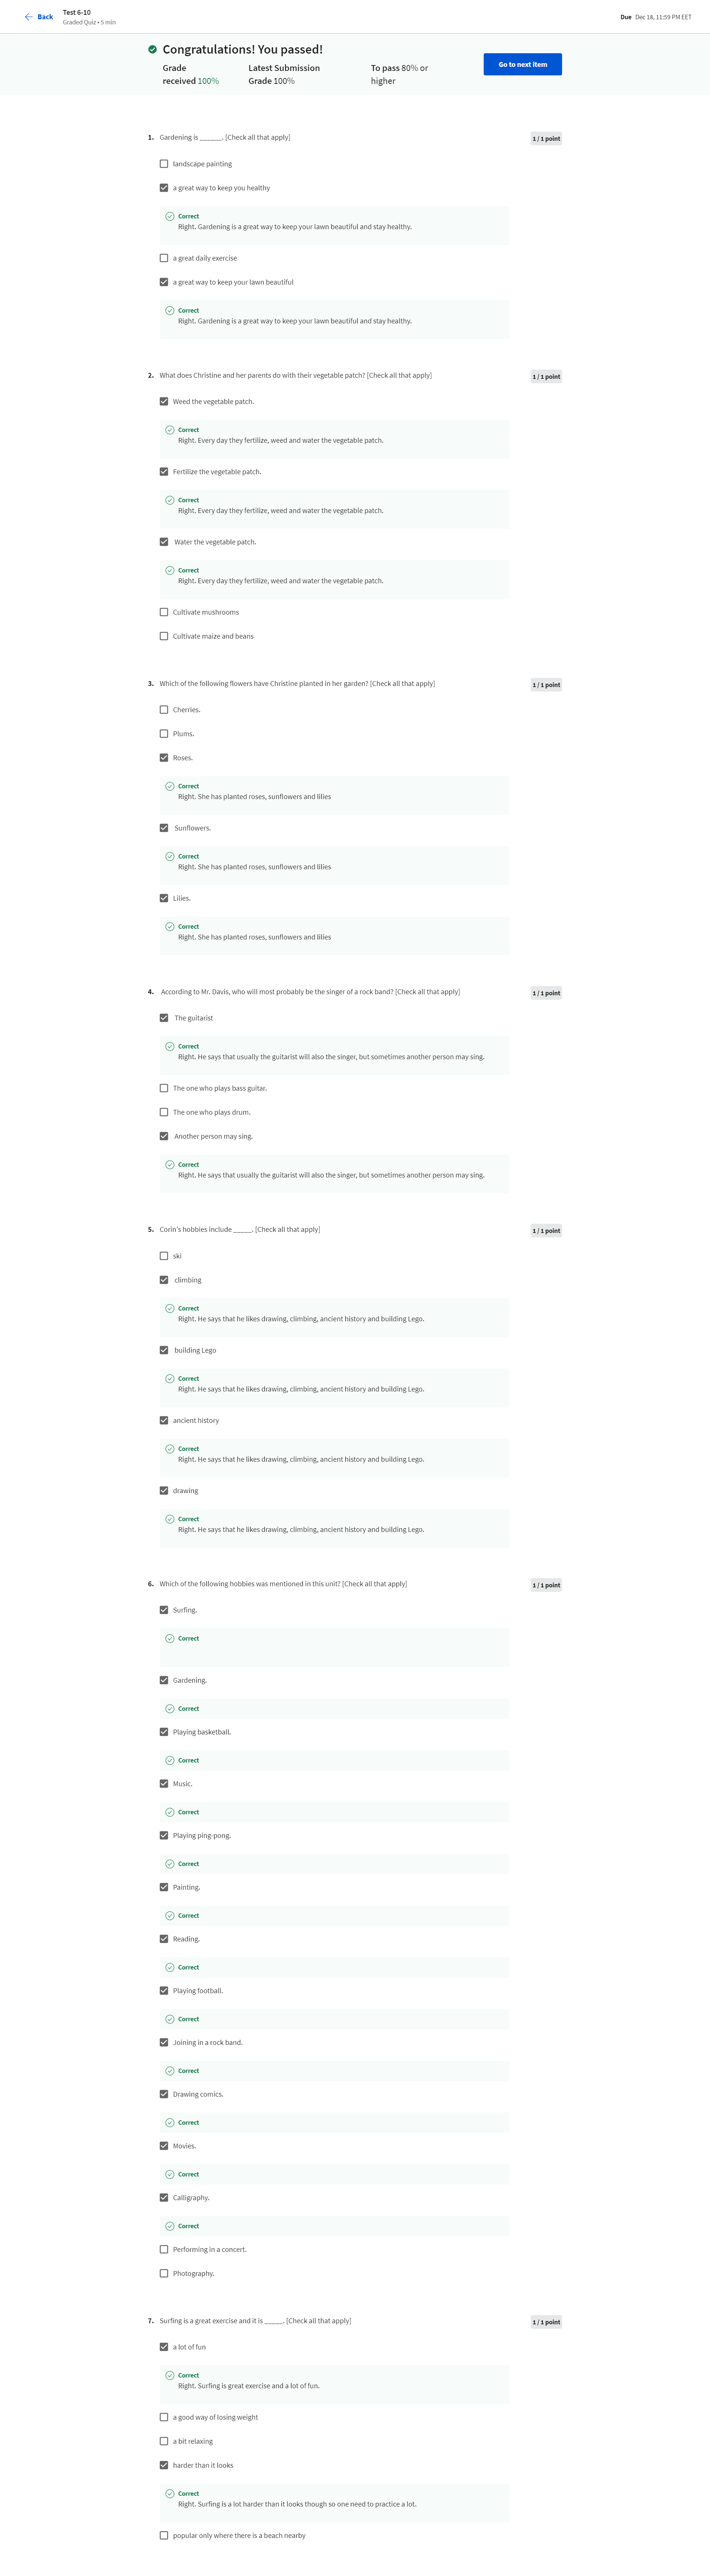 Back
Test 6-10
Graded Quiz • 5 min
Due Dec 18, 11:59 PM EET
Congratulations! You passed!
Grade
received 100%
Latest Submission
Grade 100%
To pass 80% or
higher
Go to next item
1. Gardening is ______. [Check all that apply]
1 / 1 point
landscape painting
a great way to keep you healthy
Correct
Right. Gardening is a great way to keep your lawn beautiful and stay healthy.
a great daily exercise
a great way to keep your lawn beautiful
Correct
Right. Gardening is a great way to keep your lawn beautiful and stay healthy.
2. What does Christine and her parents do with their vegetable patch? [Check all that apply]
1 / 1 point
Weed the vegetable patch.
Correct
Right. Every day they fertilize, weed and water the vegetable patch.
Fertilize the vegetable patch.
Correct
Right. Every day they fertilize, weed and water the vegetable patch.
Water the vegetable patch.
Correct
Right. Every day they fertilize, weed and water the vegetable patch.
Cultivate mushrooms
Cultivate maize and beans
3. Which of the following flowers have Christine planted in her garden? [Check all that apply]
1 / 1 point
Cherries.
Plums.
Roses.
Correct
Right. She has planted roses, sunflowers and lilies
Sunflowers.
Correct
Right. She has planted roses, sunflowers and lilies
Lilies.
Correct
Right. She has planted roses, sunflowers and lilies
4. According to Mr. Davis, who will most probably be the singer of a rock band? [Check all that apply]
1 / 1 point
The guitarist
Correct
Right. He says that usually the guitarist will also the singer, but sometimes another person may sing.
The one who plays bass guitar.
The one who plays drum.
Another person may sing.
Correct
Right. He says that usually the guitarist will also the singer, but sometimes another person may sing.
5. Corin's hobbies include _____. [Check all that apply]
1 / 1 point
ski
climbing
Correct
Right. He says that he likes drawing, climbing, ancient history and building Lego.
building Lego
Correct
Right. He says that he likes drawing, climbing, ancient history and building Lego.
ancient history
Correct
Right. He says that he likes drawing, climbing, ancient history and building Lego.
drawing
Correct
Right. He says that he likes drawing, climbing, ancient history and building Lego.
6. Which of the following hobbies was mentioned in this unit? [Check all that apply]
1 / 1 point
Surfing.
Correct
Gardening.
Correct
Playing basketball.
Correct
Music.
Correct
Playing ping-pong.
Correct
Painting.
Correct
Reading.
Correct
Playing football.
Correct
Joining in a rock band.
Correct
Drawing comics.
Correct
Movies.
Correct
Calligraphy.
Correct
Performing in a concert.
Photography.
7. Surfing is a great exercise and it is _____. [Check all that apply]
1 / 1 point
a lot of fun
Correct
Right. Surfing is great exercise and a lot of fun.
a good way of losing weight
a bit relaxing
harder than it looks
Correct
Right. Surfing is a lot harder than it looks though so one need to practice a lot.
popular only where there is a beach nearby